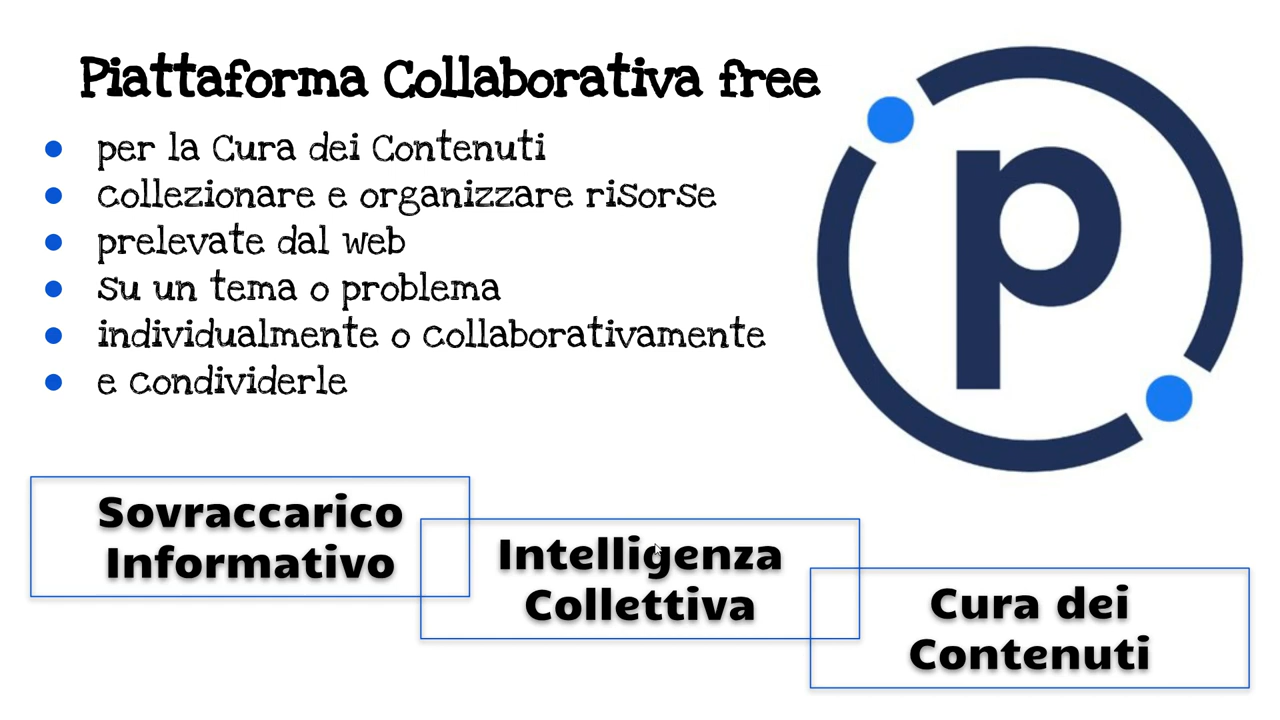 Piattaforma Collaborativa free
per la Cura dei Contenuti
collezionare e organizzare risorse
prelevate dal web
su un tema o problema
individualmente o collaborativamente
e condividerle
p
Sovraccarico
Informativo
Intelligenza
Collettiva
Cura dei
Contenuti